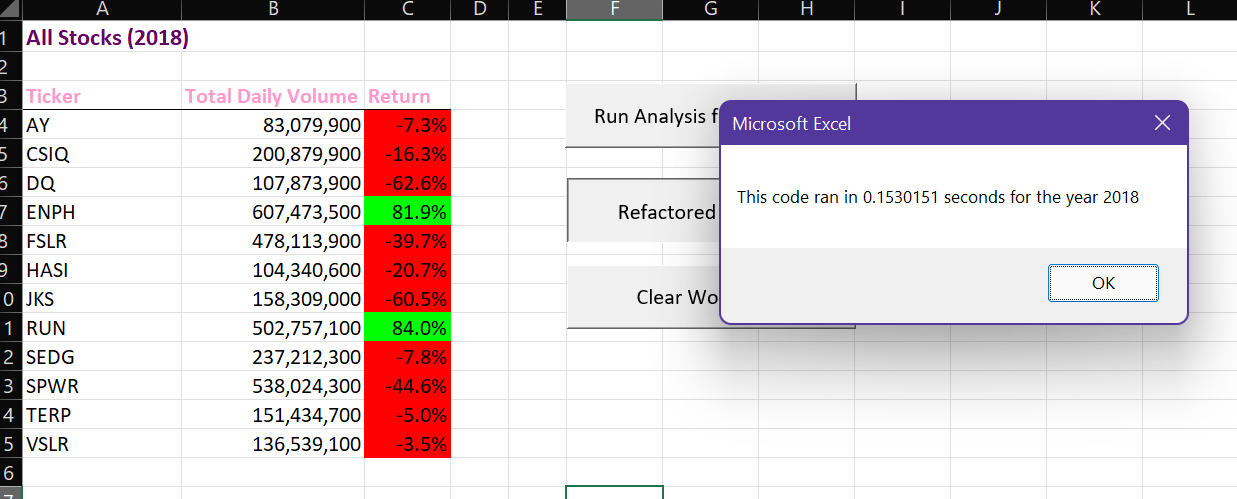 A B C D E F G H I J K L
1 All Stocks (2018)
2
3 Ticker Total Daily Volume Return
4 AY 83,079,900 -7.3%
5 CSIQ 200,879,900 -16.3%
6 DQ 107,873,900 -62.6%
7 ENPH 607,473,500 81.9%
8 FSLR 478,113,900 -39.7%
9 HASI 104,340,600 -20.7%
0 JKS 158,309,000 -60.5%
1 RUN 502,757,100 84.0%
2 SEDG 237,212,300 -7.8%
3 SPWR 538,024,300 -44.6%
4 TERP 151,434,700 -5.0%
5 VSLR 136,539,100 -3.5%
6
7
Run Analysis f
Refactored
Clear Wo
Microsoft Excel
This code ran in 0.1530151 seconds for the year 2018
OK